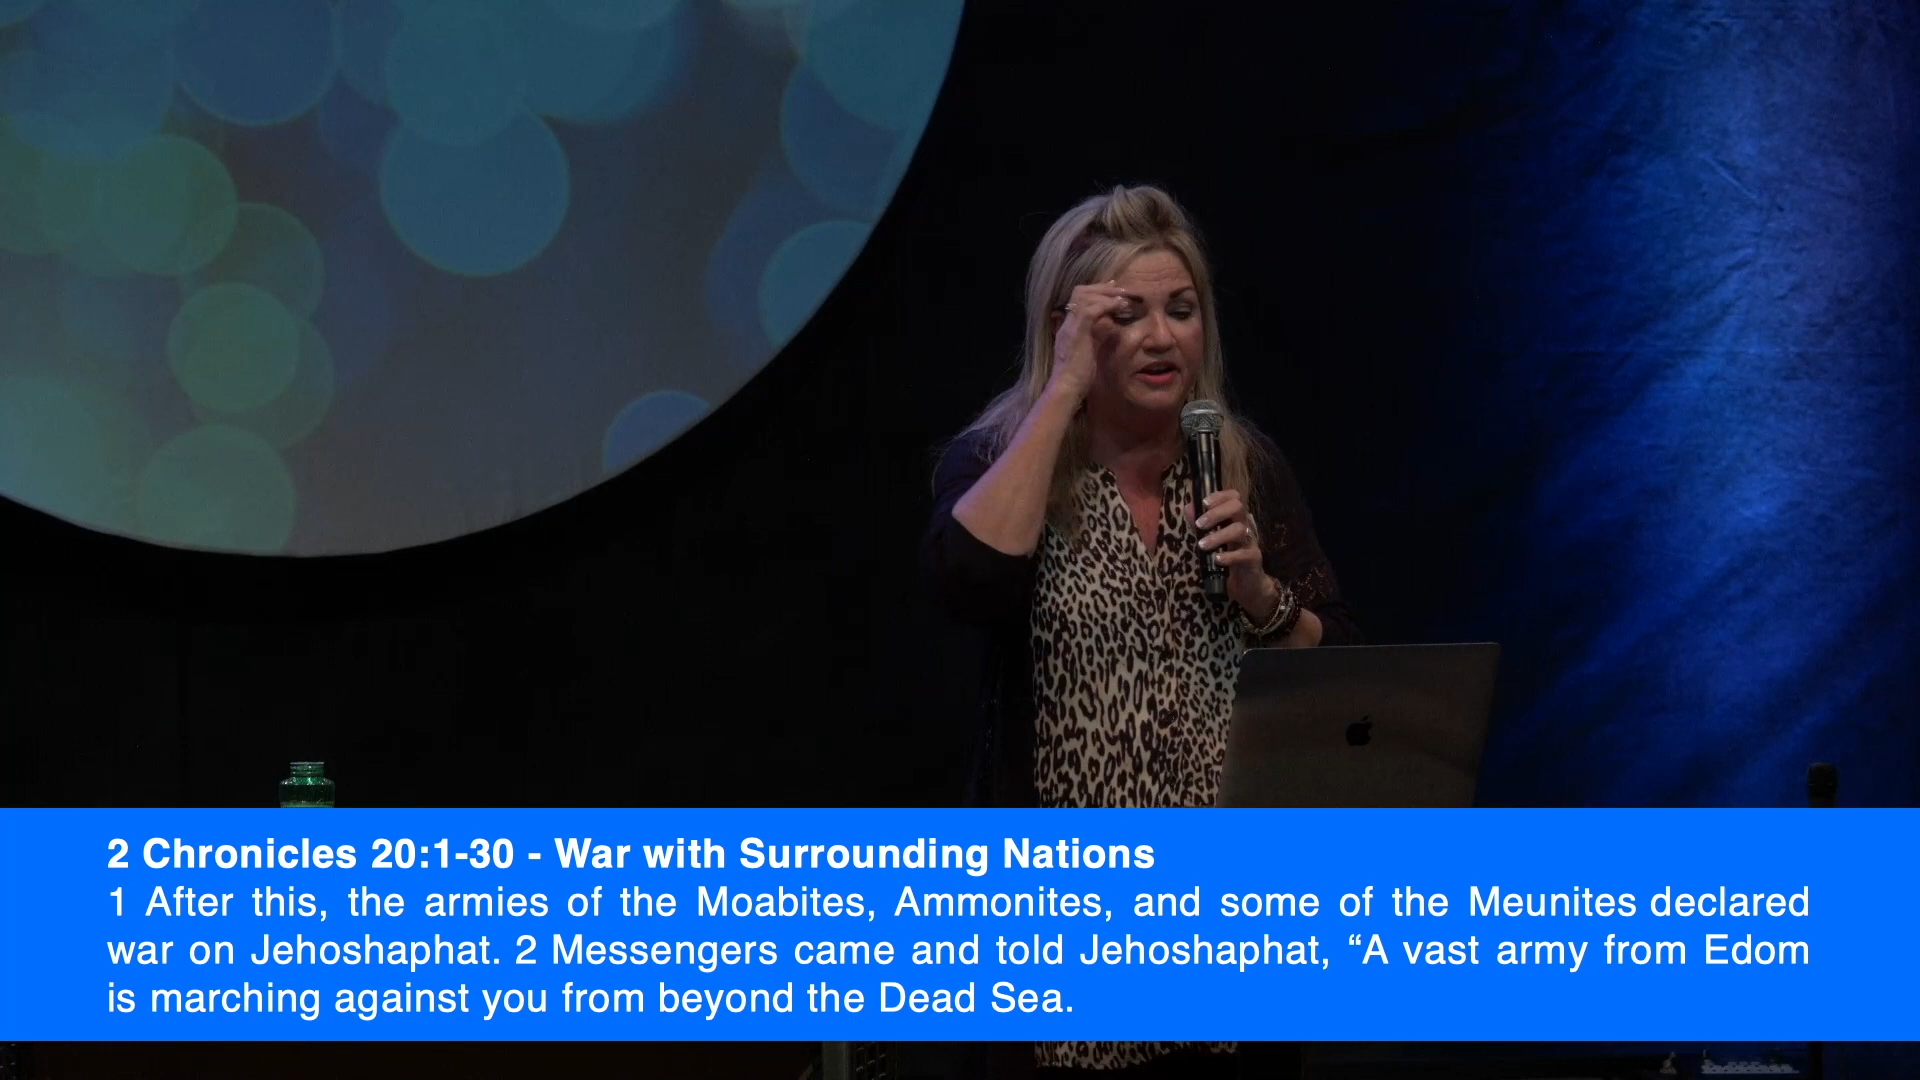 2 Chronicles 20:1-30 - War with Surrounding Nations
1 After this, the armies of the Moabites, Ammonites, and some of the Meunites declared
war on Jehoshaphat. 2 Messengers came and told Jehoshaphat, “A vast army from Edom
is marching against you from beyond the Dead Sea.